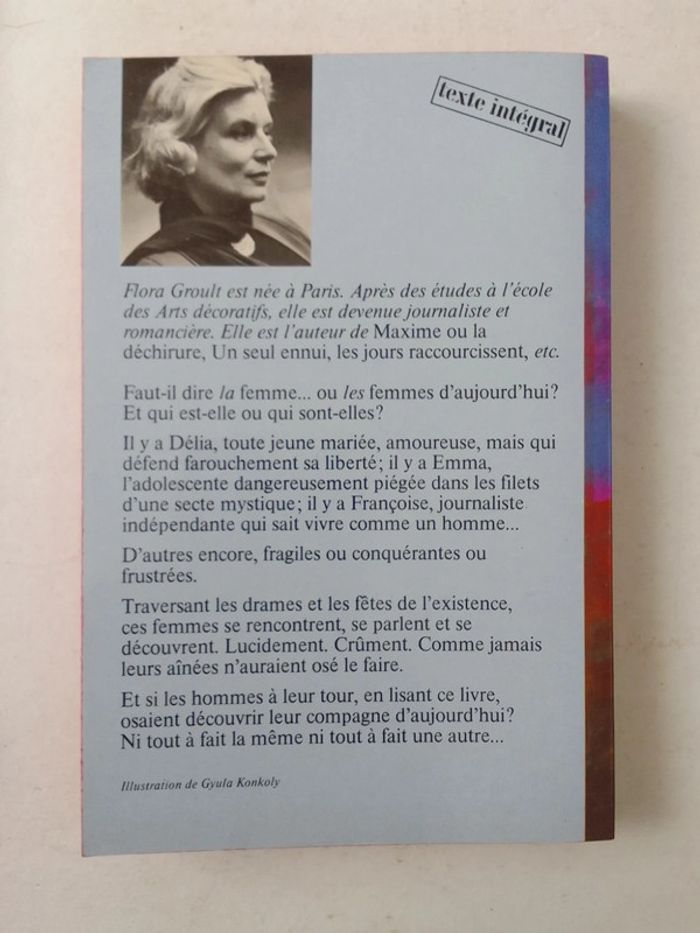 texte intégral
Flora Groult est née à Paris. Après des études à l'école
des Arts décoratifs, elle est devenue journaliste et
romancière. Elle est l'auteur de Maxime ou la
déchirure, Un seul ennui, les jours raccourcissent, etc.
Faut-il dire la femme... ou les femmes d'aujourd'hui?
Et qui est-elle ou qui sont-elles?
Il y a Délia, toute jeune mariée, amoureuse, mais qui
défend farouchement sa liberté; il y a Emma,
l'adolescente dangereusement piégée dans les filets
d'une secte mystique; il y a Françoise, journaliste
indépendante qui sait vivre comme un homme...
D'autres encore, fragiles ou conquérantes ou
frustrées.
Traversant les drames et les fêtes de l'existence,
ces femmes se rencontrent, se parlent et se
découvrent. Lucidement. Crûment. Comme jamais
leurs aînées n'auraient osé le faire.
Et si les hommes à leur tour, en lisant ce livre,
osaient découvrir leur compagne d'aujourd'hui?
Ni tout à fait la même ni tout à fait une autre...
Illustration de Gyula Konkoly